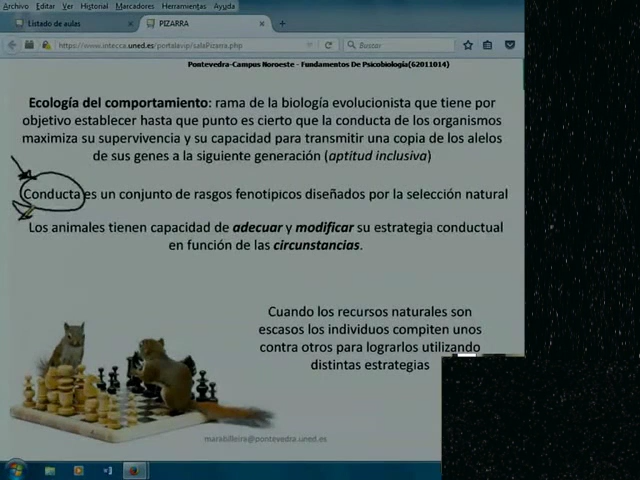 Archivo Editar Ver Historial Marcadores Herramientas Ayuda
Listado de aulas × PIZARRA × +
https://www.intecca.uned.es/portalavip/salaPizarra.php Buscar
Pontevedra-Campus Noroeste - Fundamentos De Psicobiología(62011014)
Ecología del comportamiento: rama de la biología evolucionista que tiene por
objetivo establecer hasta que punto es cierto que la conducta de los organismos
maximiza su supervivencia y su capacidad para transmitir una copia de los alelos
de sus genes a la siguiente generación (aptitud inclusiva)
Conducta es un conjunto de rasgos fenotípicos diseñados por la selección natural
Los animales tienen capacidad de adecuar y modificar su estrategia conductual
en función de las circunstancias.
Cuando los recursos naturales son
escasos los individuos compiten unos
contra otros para lograrlos utilizando
distintas estrategias
marabilleira@pontevedra.uned.es